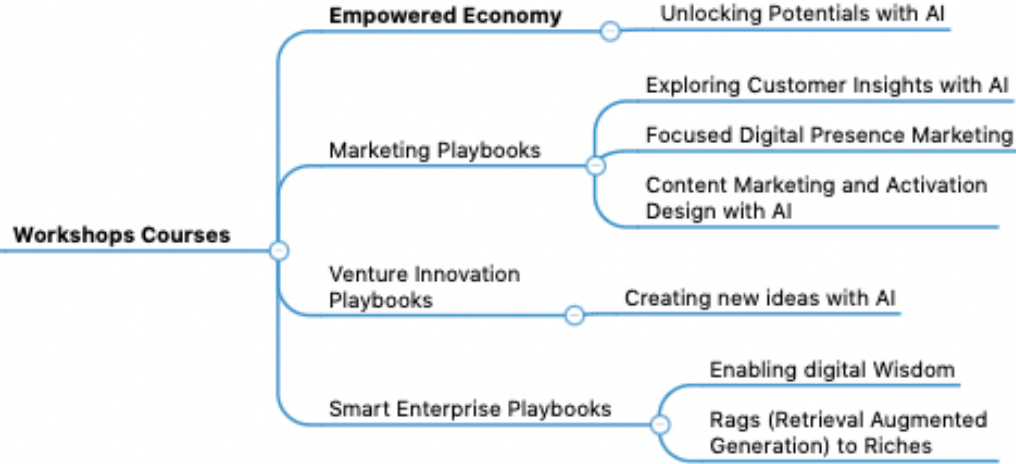 Empowered Economy
Unlocking Potentials with AI
Exploring Customer Insights with AI
Marketing Playbooks
Focused Digital Presence Marketing
Content Marketing and Activation
Design with AI
Workshops Courses
Venture Innovation
Playbooks
Creating new ideas with AI
Smart Enterprise Playbooks
Enabling digital Wisdom
Rags (Retrieval Augmented
Generation) to Riches